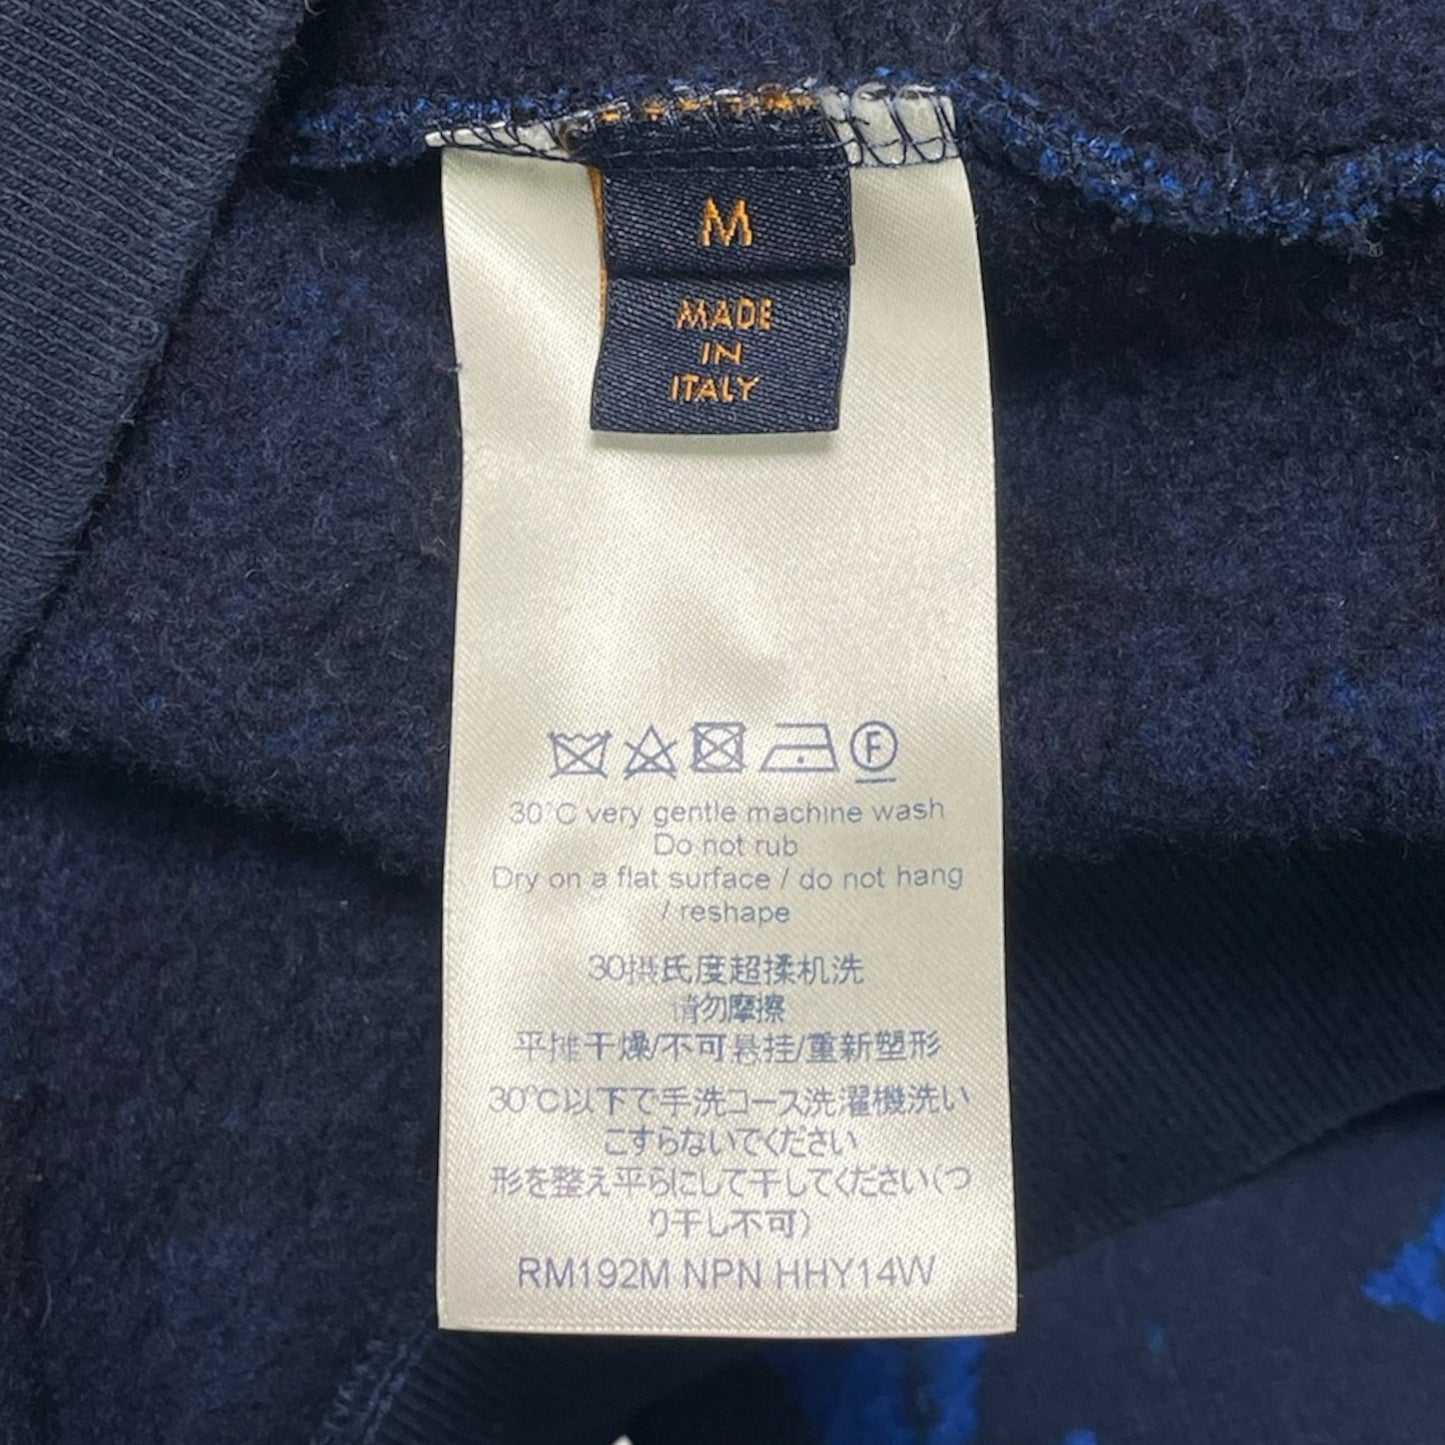 M
MADE
IN
ITALY
F
30°C very gentle machine wash
Do not rub
Dry on a flat surface / do not hang
/ reshape
30摄氏度超揉机洗
请勿摩擦
平摊干燥/不可悬挂/重新塑形
30℃以下で手洗コース洗濯機洗い
こすらないでください
形を整え平らにして干してください(つ
り干し不可)
RM192M NPN HHY14W